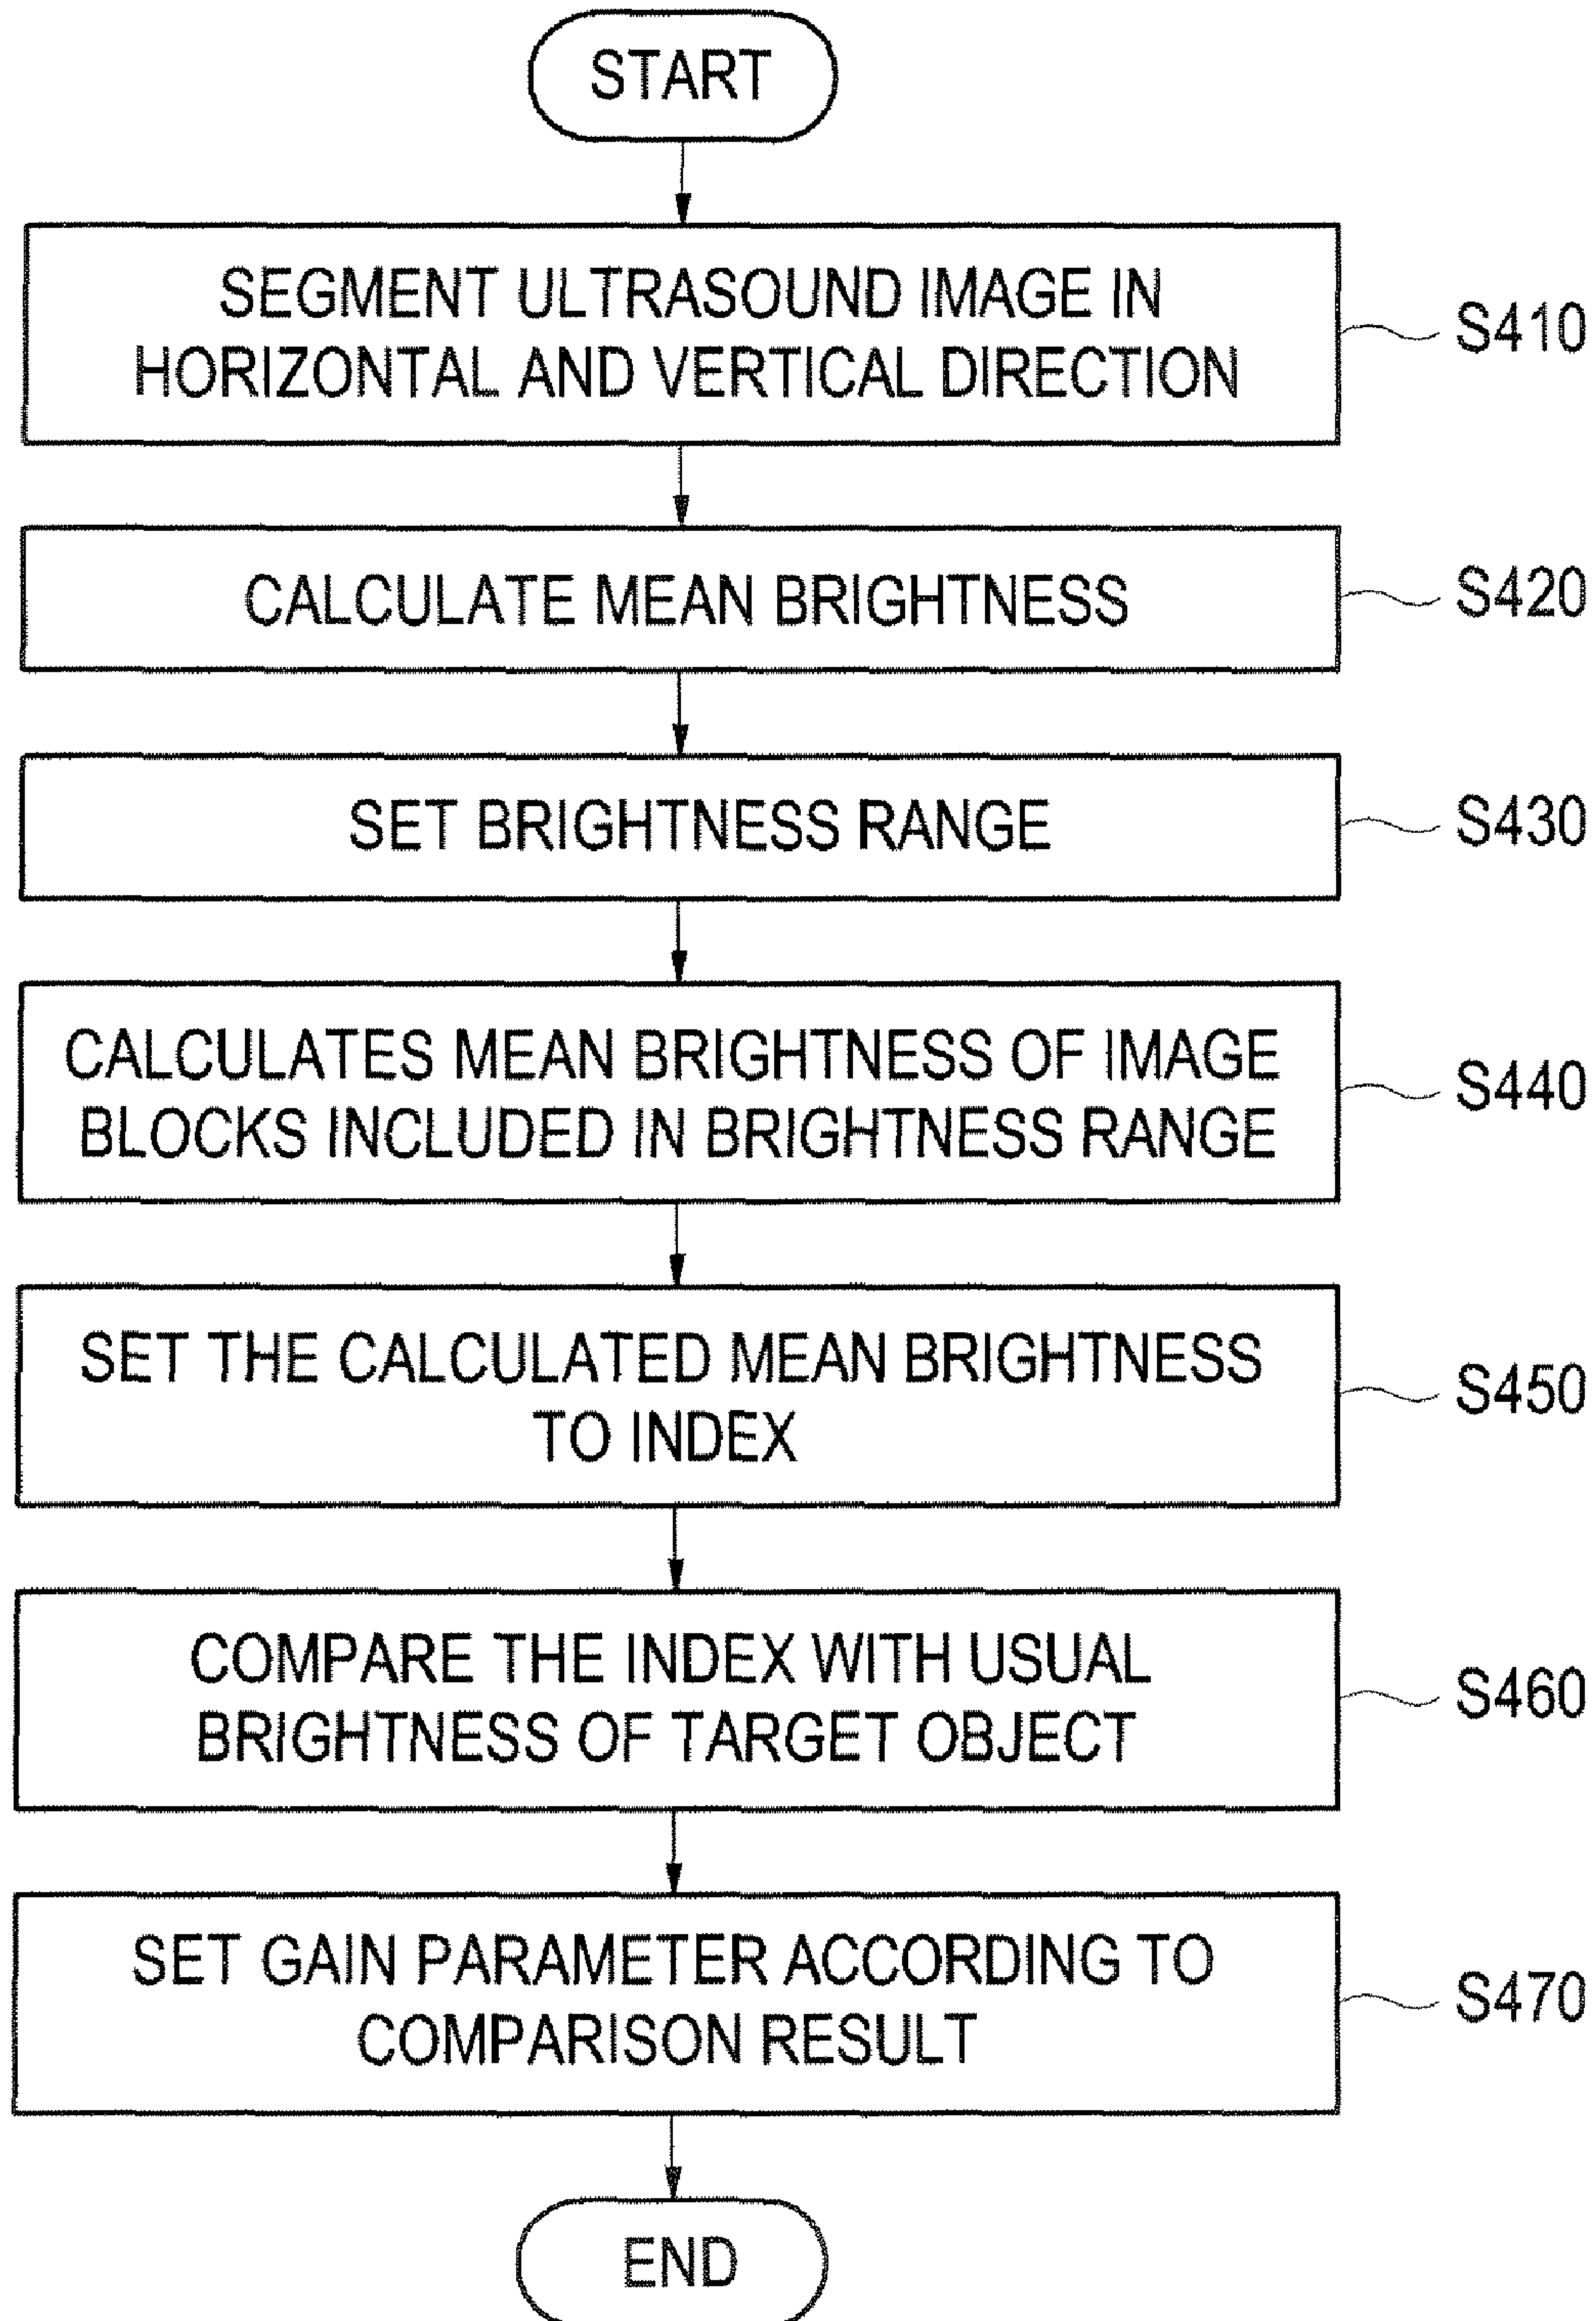 START
SEGMENT ULTRASOUND IMAGE IN
HORIZONTAL AND VERTICAL DIRECTION
S410
CALCULATE MEAN BRIGHTNESS
S420
SET BRIGHTNESS RANGE
S430
CALCULATES MEAN BRIGHTNESS OF IMAGE
BLOCKS INCLUDED IN BRIGHTNESS RANGE
S440
SET THE CALCULATED MEAN BRIGHTNESS
TO INDEX
S450
COMPARE THE INDEX WITH USUAL
BRIGHTNESS OF TARGET OBJECT
S460
SET GAIN PARAMETER ACCORDING TO
COMPARISON RESULT
S470
END